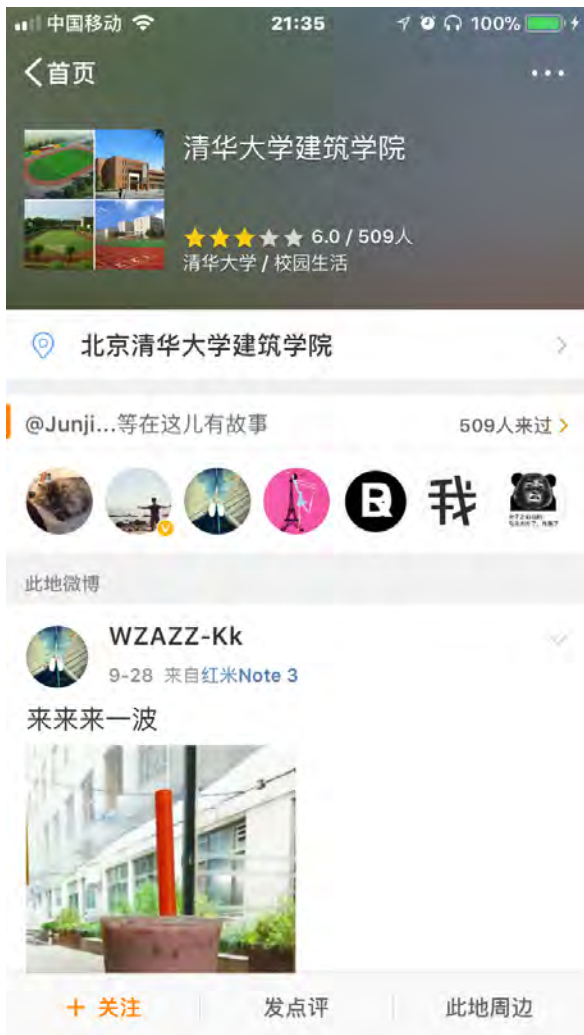 中国移动 21:35 100%
首页
清华大学建筑学院
6.0 / 509人
清华大学 / 校园生活
北京清华大学建筑学院
@Junji...等在这儿有故事 509人来过
R 我
此地微博
WZAZZ-Kk
9-28 来自红米Note 3
来来来一波
+ 关注 发点评 此地周边